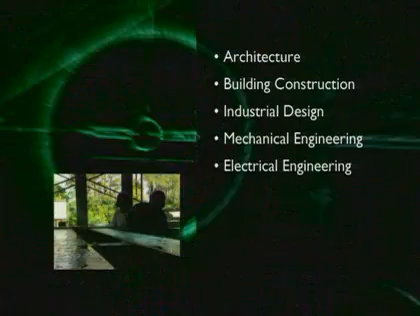 • Architecture
• Building Construction
• Industrial Design
• Mechanical Engineering
• Electrical Engineering